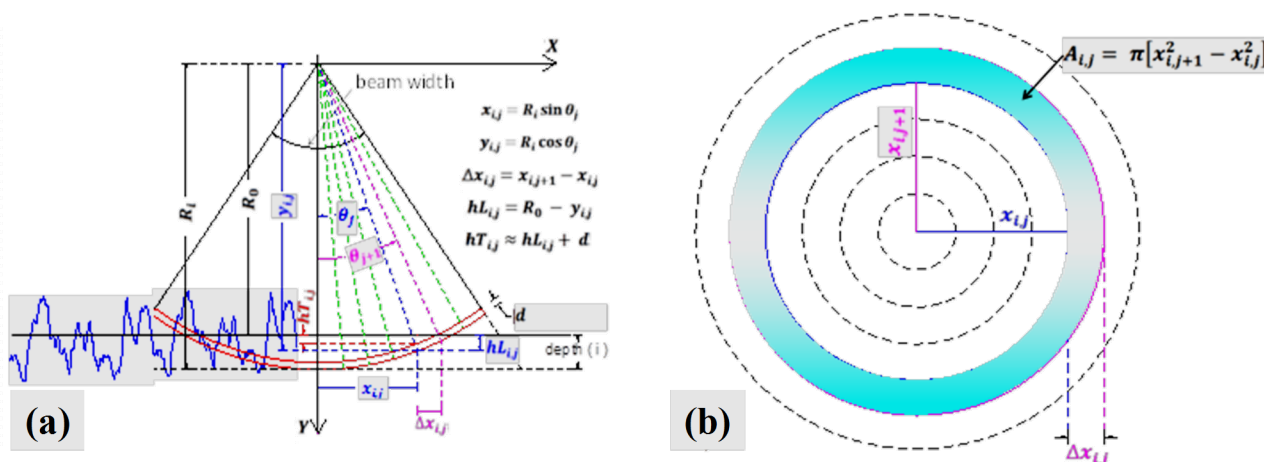 X
beam width
x_{i,j} = R_i sin θ_j
y_{i,j} = R_i cos θ_j
Δx_{ij} = x_{i,j+1} − x_{ij}
hL_{i,j} = R_0 − y_{i,j}
hT_{i,j} ≈ hL_{i,j} + d
R_i
R_0
y_{i,j}
θ_j
θ_{j+1}
hT_{i,j}
d
hL_{i,j}
depth (i)
x_{i,j}
Δx_{i,j}
Y
(a)
A_{i,j} = π[x²_{i,j+1} − x²_{i,j}]
x_{i,j+1}
x_{i,j}
Δx_{i,j}
(b)